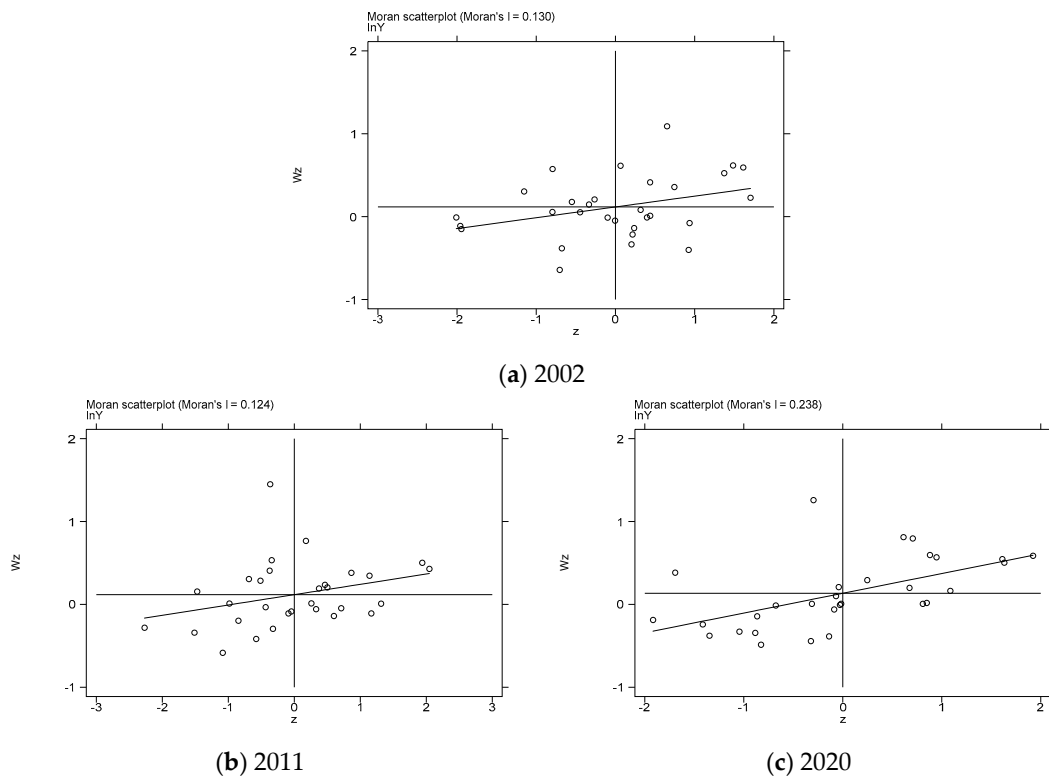 Moran scatterplot (Moran's I = 0.130)
lnY
2
1
0
-1
Wz
-3 -2 -1 0 1 2
z
(a) 2002
Moran scatterplot (Moran's I = 0.124)
lnY
2
1
0
-1
Wz
-3 -2 -1 0 1 2 3
z
(b) 2011
Moran scatterplot (Moran's I = 0.238)
lnY
2
1
0
-1
Wz
-2 -1 0 1 2
z
(c) 2020